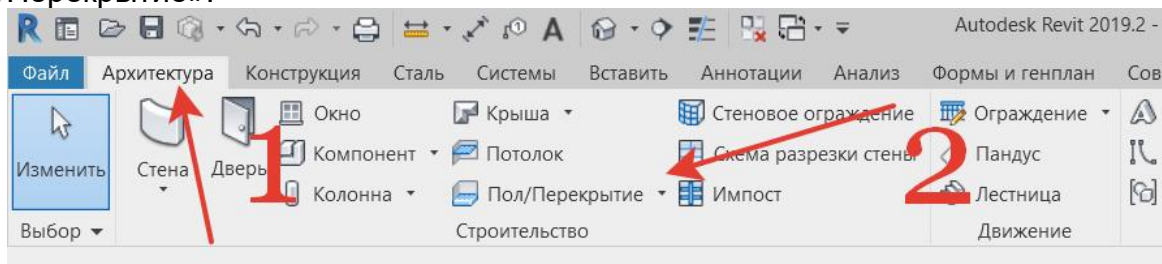 Перекрытие».
Autodesk Revit 2019.2 -
Файл Архитектура Конструкция Сталь Системы Вставить Аннотации Анализ Формы и генплан Сов
Окно Крыша Стеновое ограждение Ограждение
Изменить Стена Дверь Компонент Потолок Схема разрезки стены Пандус
Колонна Пол/Перекрытие Импост Лестница
Выбор Строительство Движение
1 2